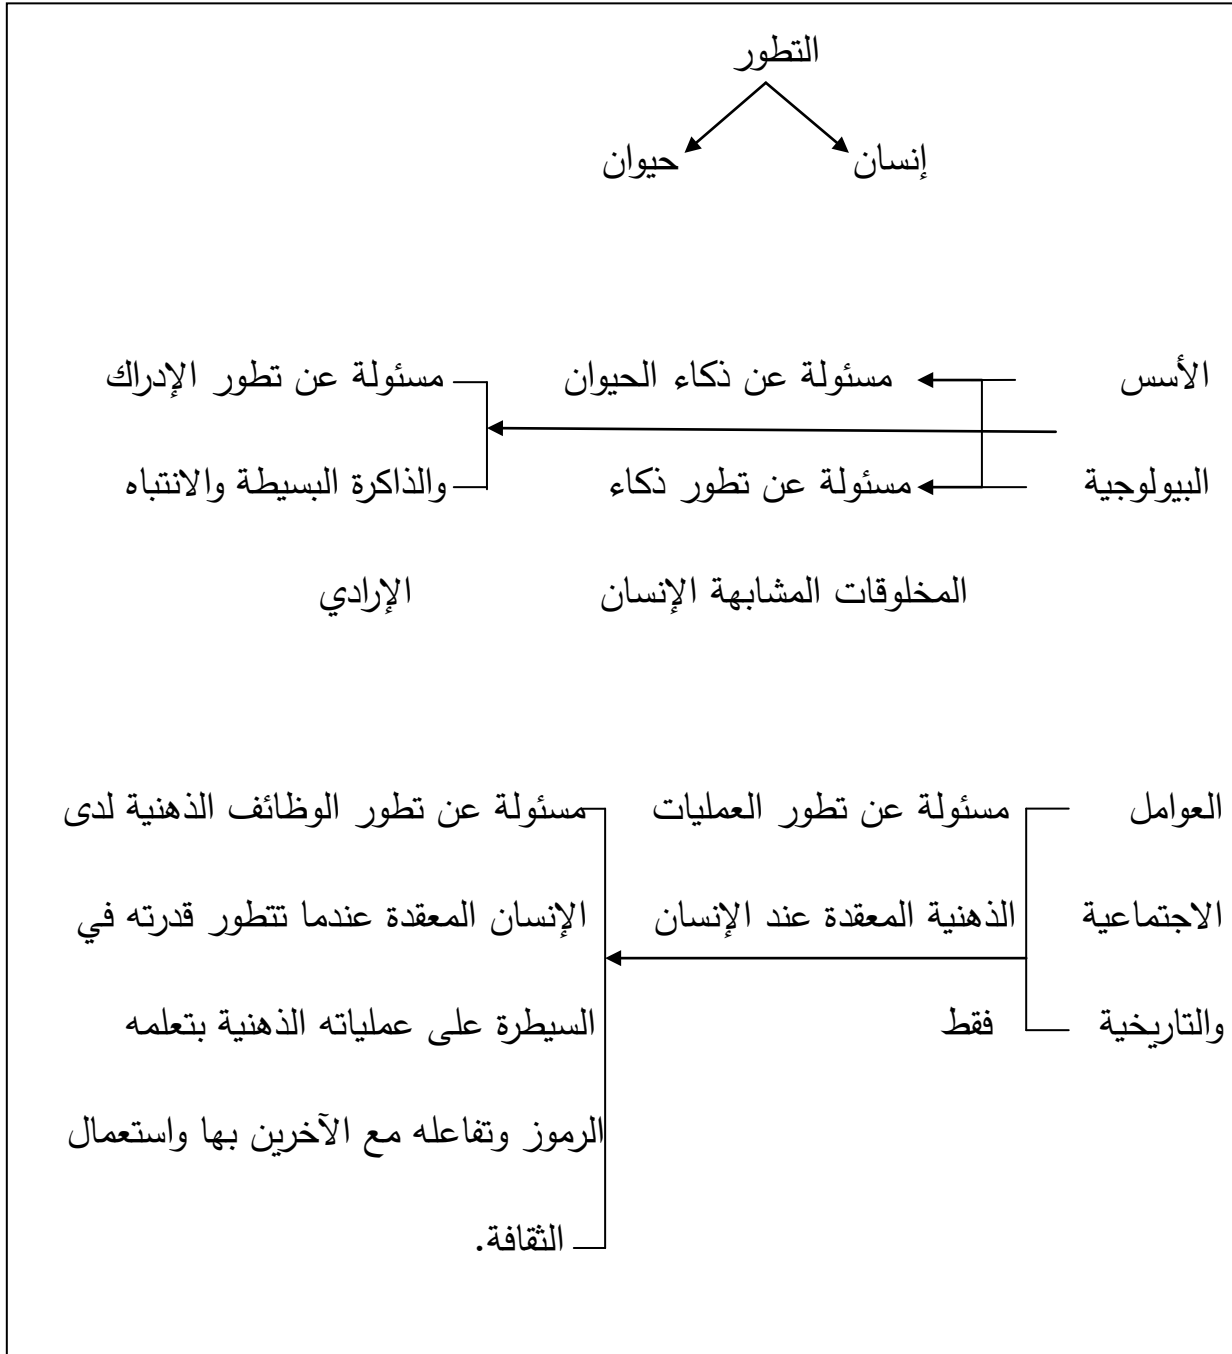 التطور
إنسان حيوان
الأسس مسئولة عن ذكاء الحيوان مسئولة عن تطور الإدراك
البيولوجية مسئولة عن تطور ذكاء والذاكرة البسيطة والانتباه
المخلوقات المشابهة الإنسان الإرادي
العوامل مسئولة عن تطور العمليات مسئولة عن تطور الوظائف الذهنية لدى
الاجتماعية الذهنية المعقدة عند الإنسان الإنسان المعقدة عندما تتطور قدرته في
والتاريخية فقط السيطرة على عملياته الذهنية بتعلمه
الرموز وتفاعله مع الآخرين بها واستعمال
الثقافة.